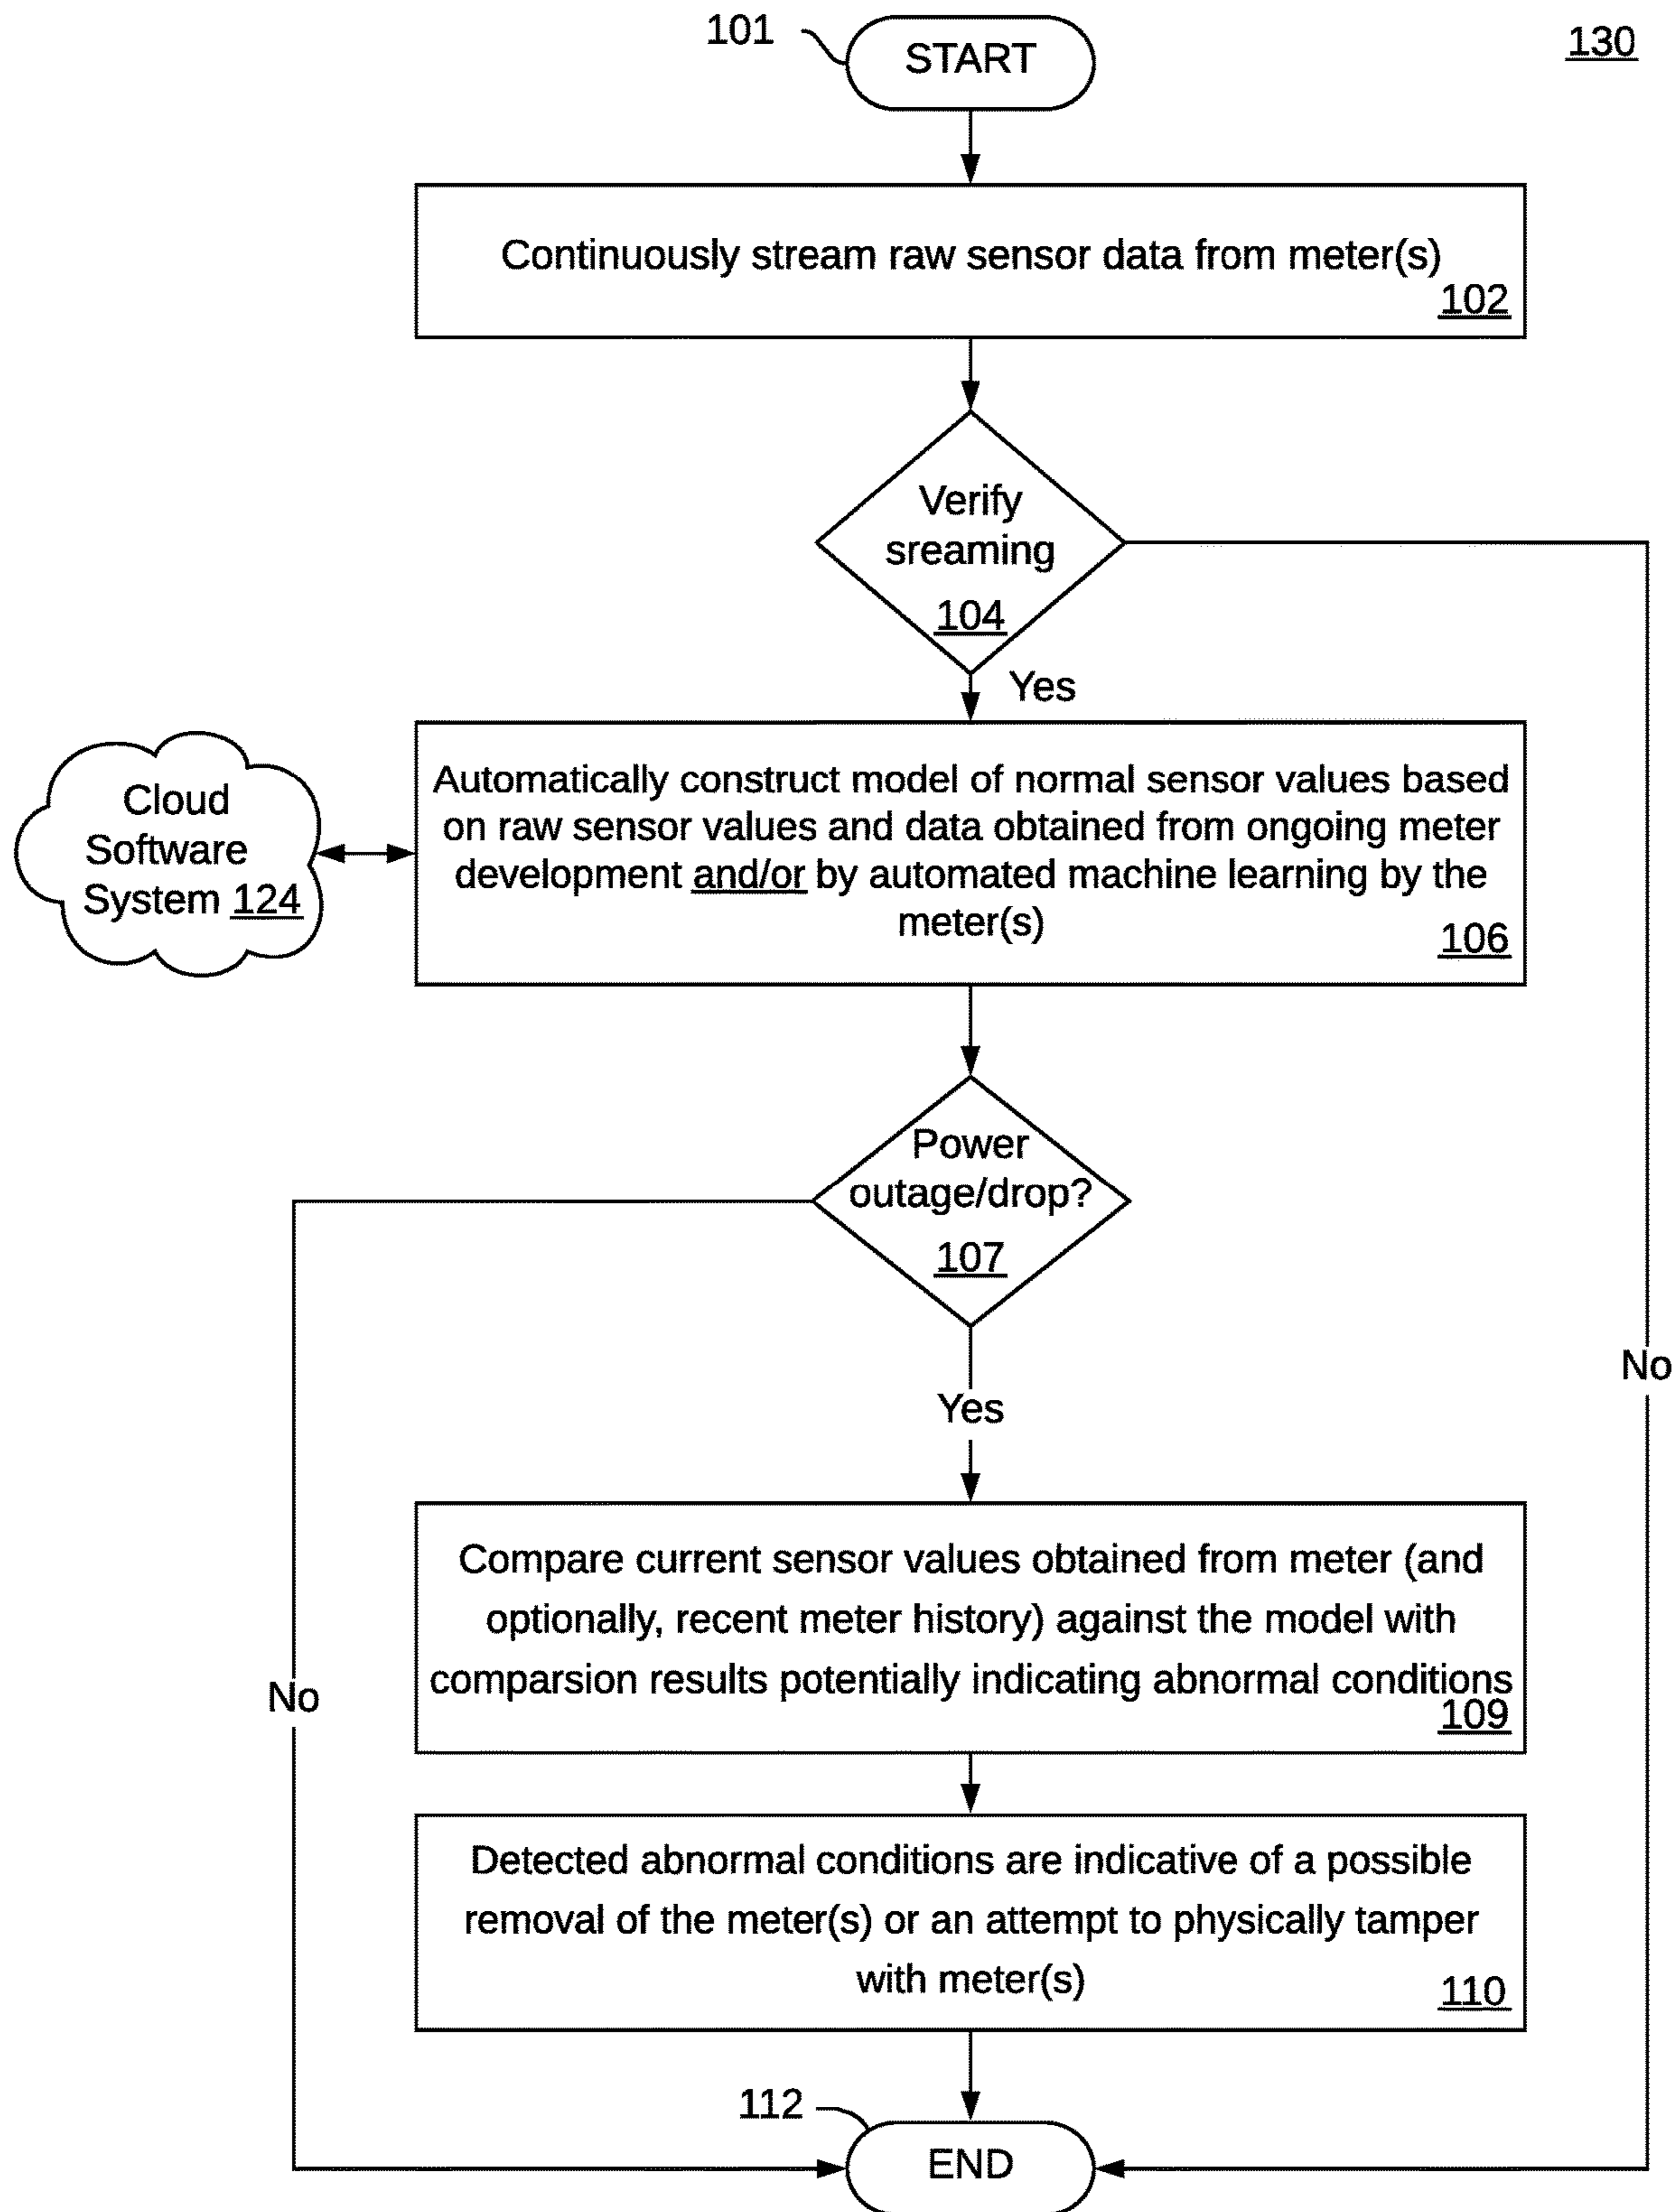 101
START
130
Continuously stream raw sensor data from meter(s)
102
Verify
sreaming
104
Yes
Cloud
Software
System 124
Automatically construct model of normal sensor values based
on raw sensor values and data obtained from ongoing meter
development and/or by automated machine learning by the
meter(s)
106
Power
outage/drop?
107
No
Yes
Compare current sensor values obtained from meter (and
optionally, recent meter history) against the model with
comparsion results potentially indicating abnormal conditions
109
No
Detected abnormal conditions are indicative of a possible
removal of the meter(s) or an attempt to physically tamper
with meter(s)
110
112
END